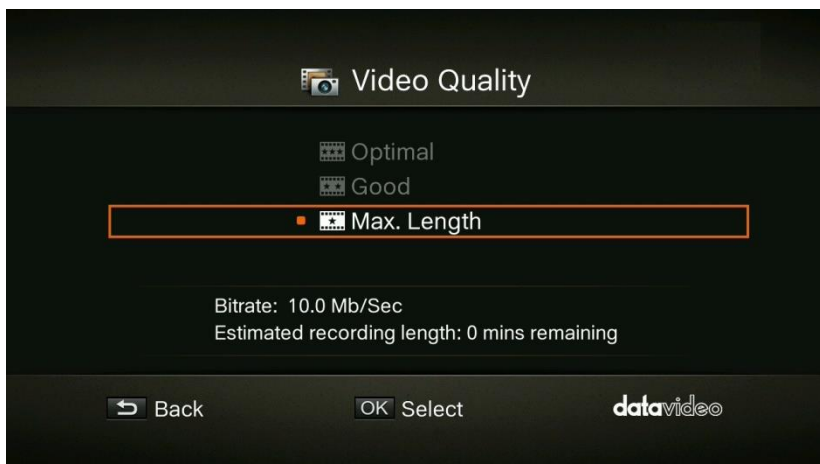 Video Quality
Optimal
Good
Max. Length
Bitrate: 10.0 Mb/Sec
Estimated recording length: 0 mins remaining
Back OK Select datavideo